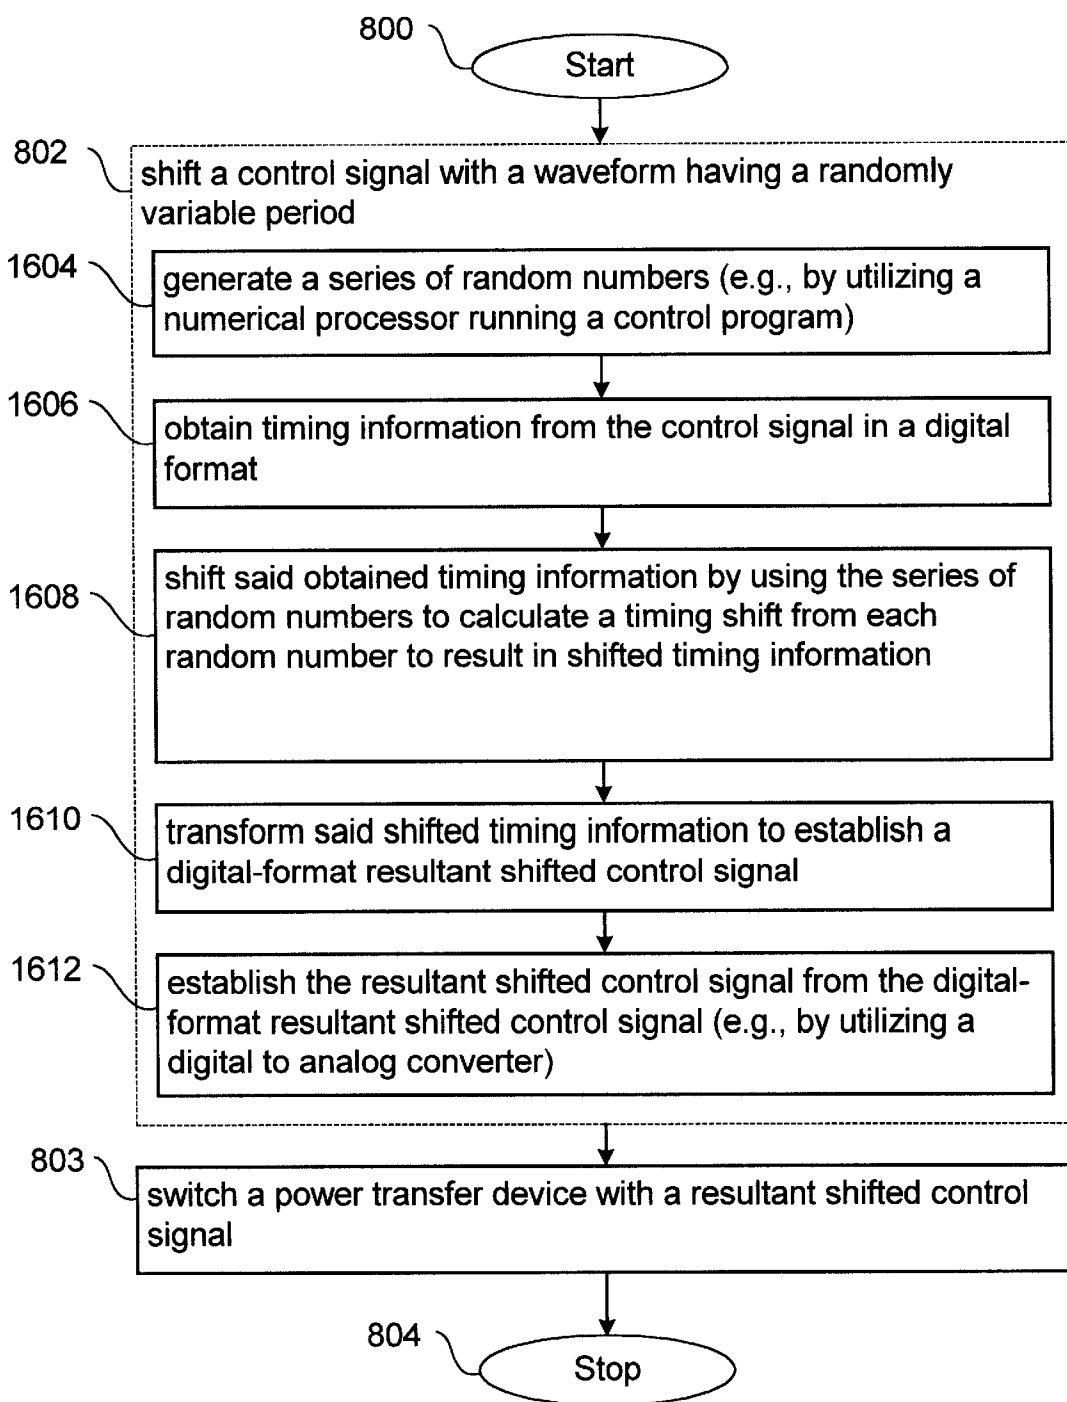 800
Start
802
shift a control signal with a waveform having a randomly
variable period
1604
generate a series of random numbers (e.g., by utilizing a
numerical processor running a control program)
1606
obtain timing information from the control signal in a digital
format
1608
shift said obtained timing information by using the series of
random numbers to calculate a timing shift from each
random number to result in shifted timing information
1610
transform said shifted timing information to establish a
digital-format resultant shifted control signal
1612
establish the resultant shifted control signal from the digital-
format resultant shifted control signal (e.g., by utilizing a
digital to analog converter)
803
switch a power transfer device with a resultant shifted control
signal
804
Stop